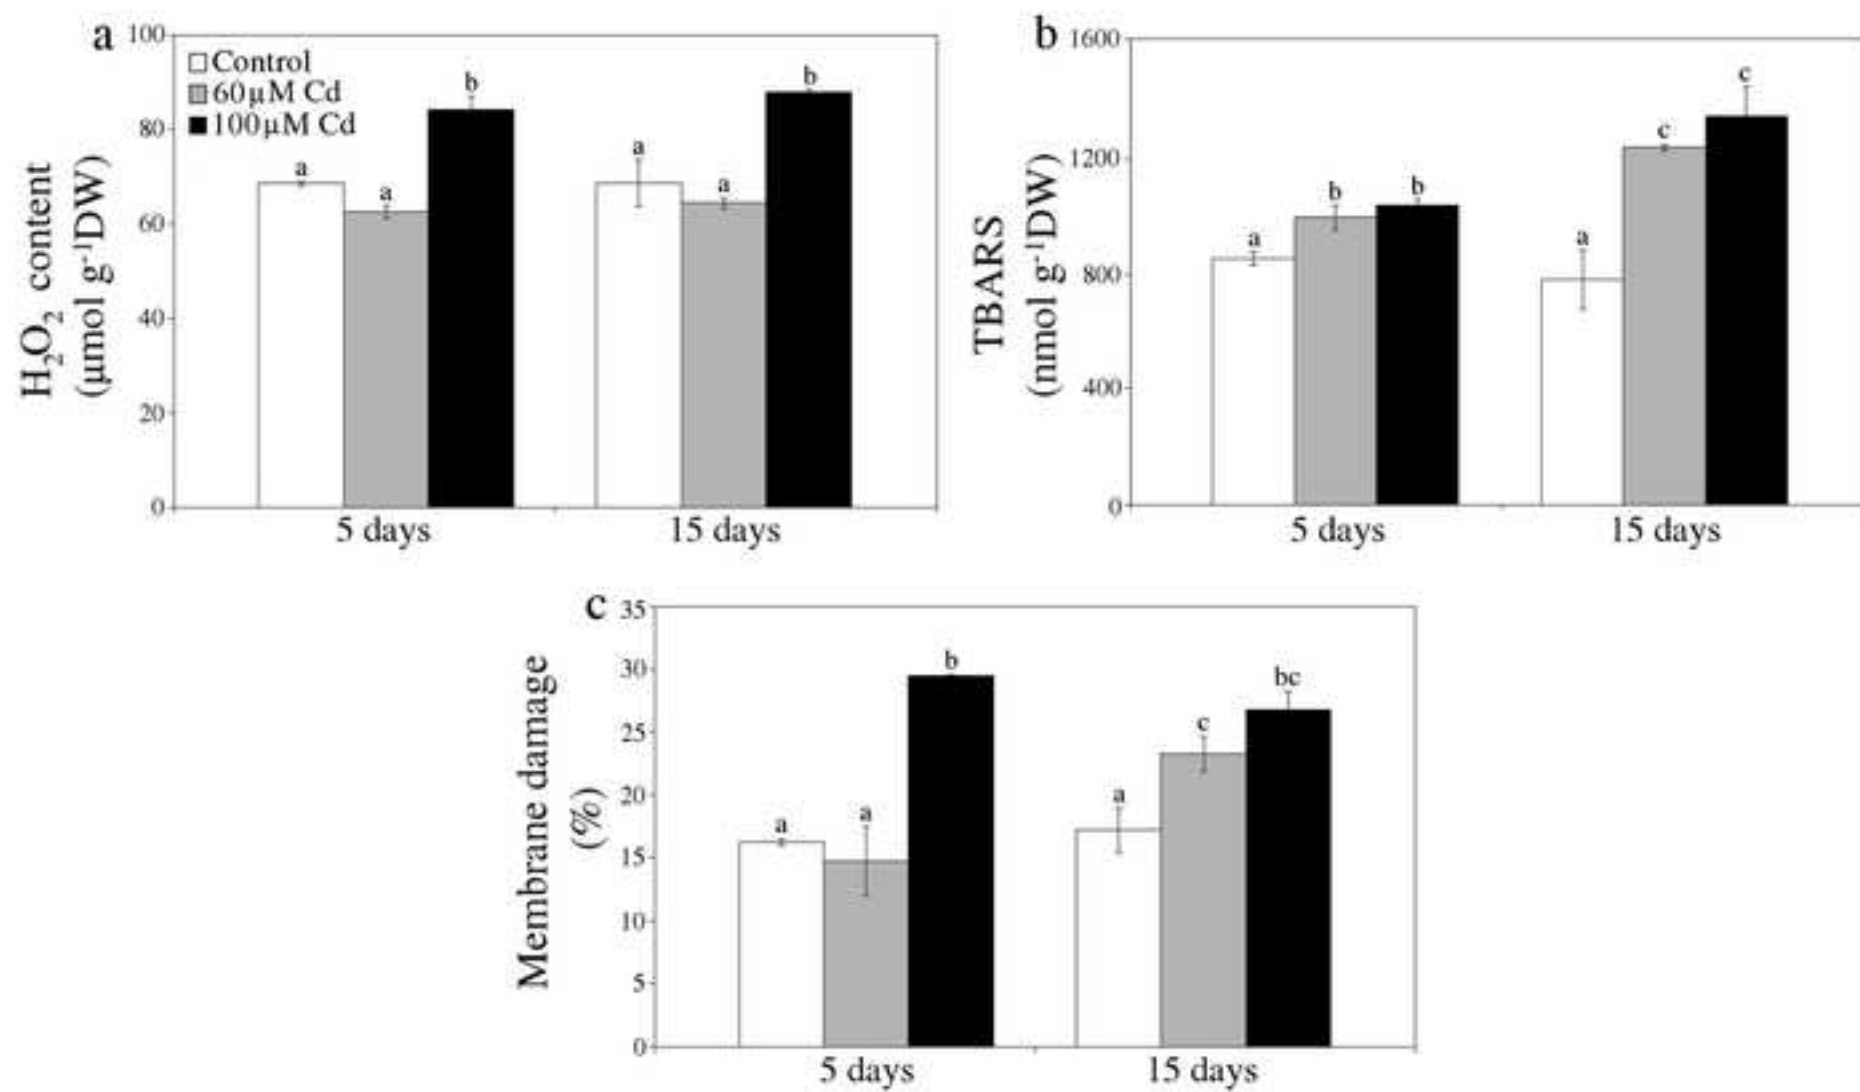 a
100
80
60
40
20
0
H₂O₂ content
(μmol g⁻¹DW)
Control
60μM Cd
100μM Cd
a
a
b
a
a
b
5 days
15 days
b
1600
1200
800
400
0
TBARS
(nmol g⁻¹DW)
a
b
b
a
c
c
5 days
15 days
c
35
30
25
20
15
10
5
0
Membrane damage
(%)
a
a
b
a
c
bc
5 days
15 days